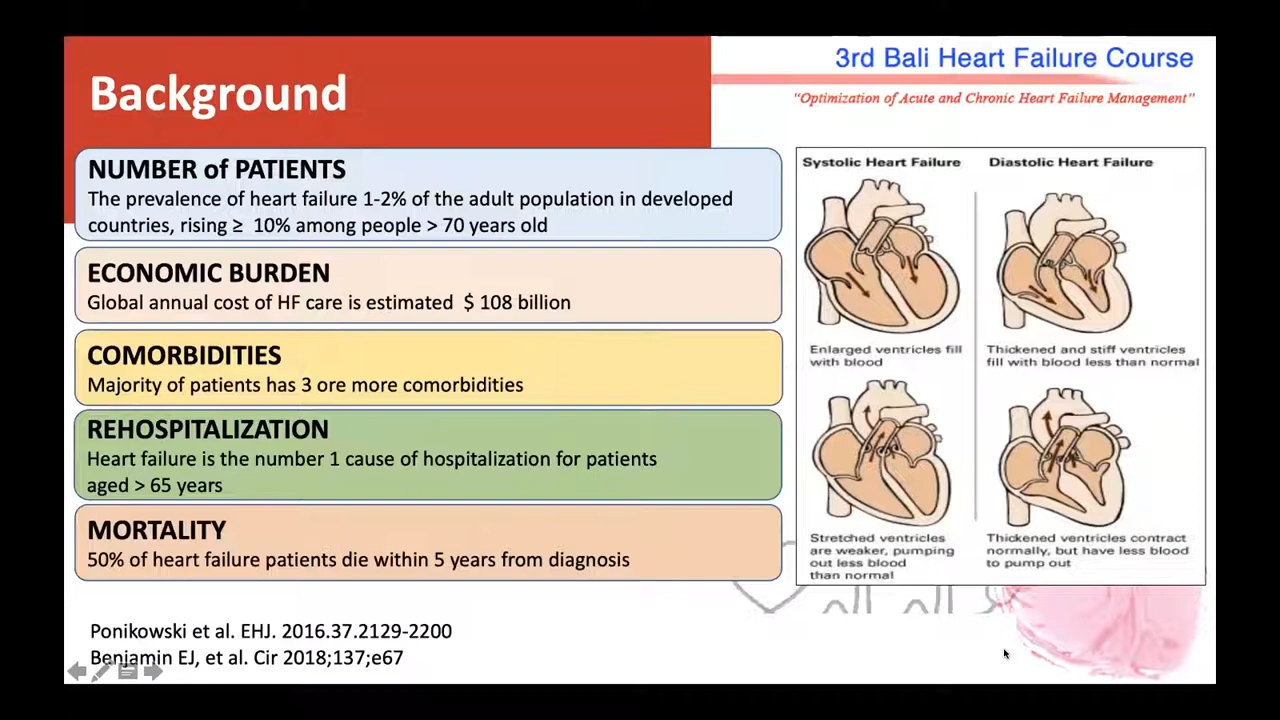 Background
3rd Bali Heart Failure Course
"Optimization of Acute and Chronic Heart Failure Management"
NUMBER of PATIENTS
The prevalence of heart failure 1-2% of the adult population in developed
countries, rising ≥ 10% among people > 70 years old
ECONOMIC BURDEN
Global annual cost of HF care is estimated $ 108 billion
COMORBIDITIES
Majority of patients has 3 ore more comorbidities
REHOSPITALIZATION
Heart failure is the number 1 cause of hospitalization for patients
aged > 65 years
MORTALITY
50% of heart failure patients die within 5 years from diagnosis
Systolic Heart Failure
Diastolic Heart Failure
Enlarged ventricles fill
with blood
Thickened and stiff ventricles
fill with blood less than normal
Stretched ventricles
are weaker, pumping
out less blood
than normal
Thickened ventricles contract
normally, but have less blood
to pump out
Ponikowski et al. EHJ. 2016.37.2129-2200
Benjamin EJ, et al. Cir 2018;137;e67